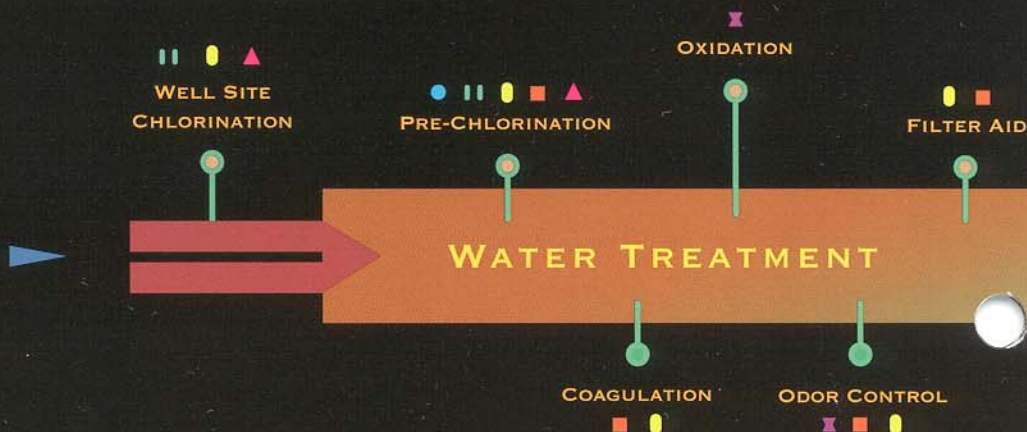 OXIDATION
WELL SITE
CHLORINATION
PRE-CHLORINATION
FILTER AID
WATER TREATMENT
COAGULATION
ODOR CONTROL